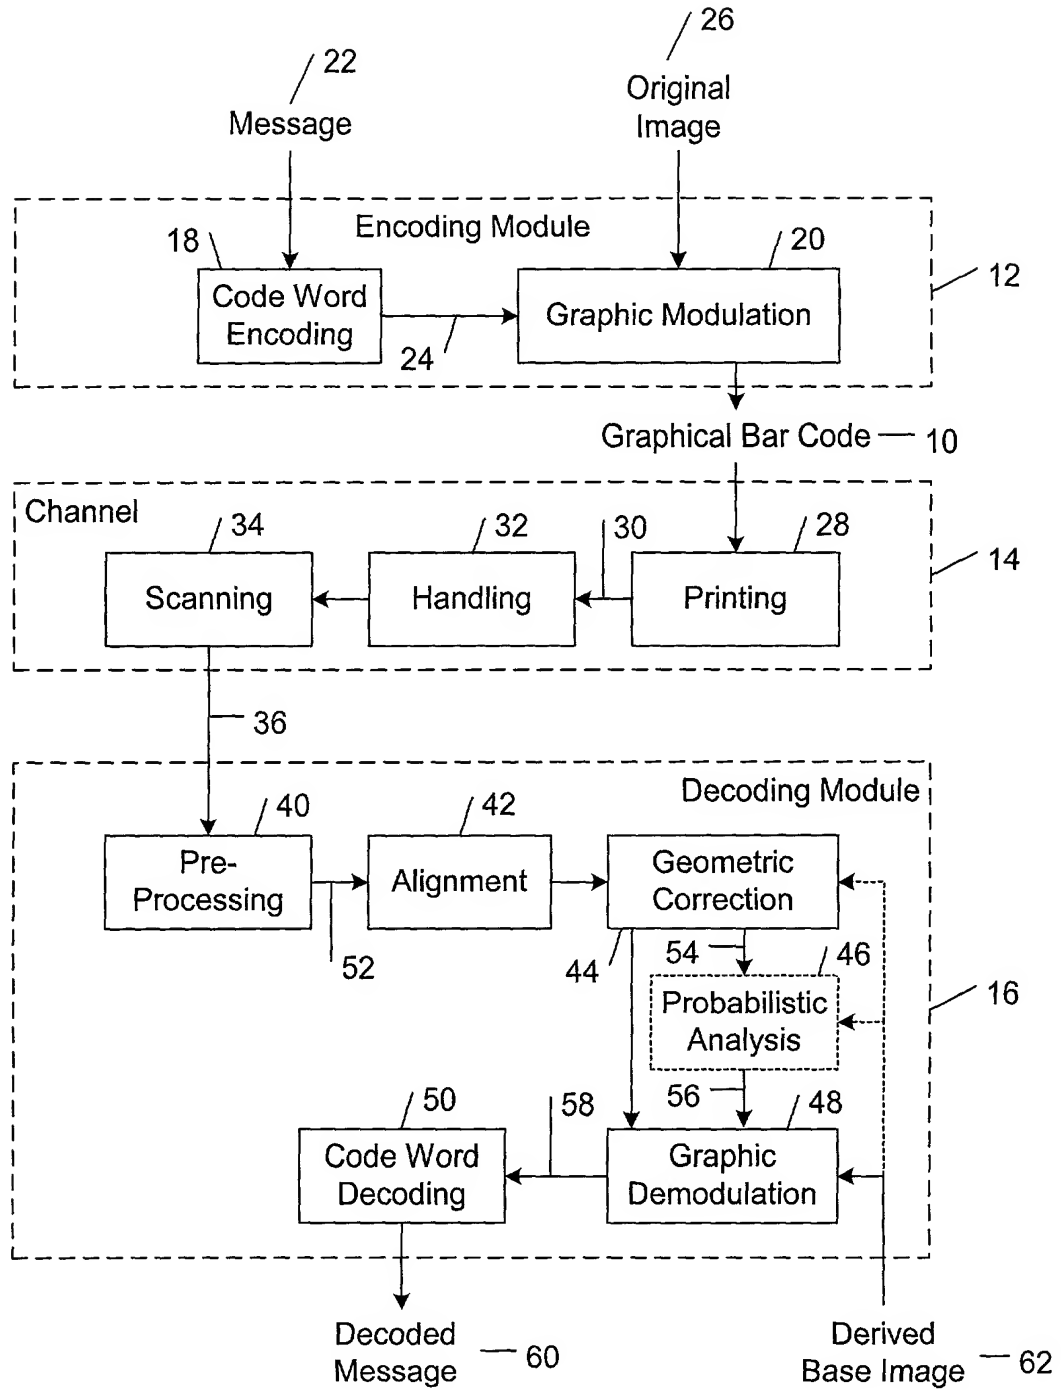 26
22
Original
Image
Message
Encoding Module
18
20
12
Code Word
Encoding
Graphic Modulation
24
Graphical Bar Code
10
Channel
34
32
30
28
14
Scanning
Handling
Printing
36
Decoding Module
40
42
Pre-
Processing
Alignment
Geometric
Correction
52
44
54
46
16
Probabilistic
Analysis
56
50
58
48
Code Word
Decoding
Graphic
Demodulation
Decoded
Message
60
Derived
Base Image
62